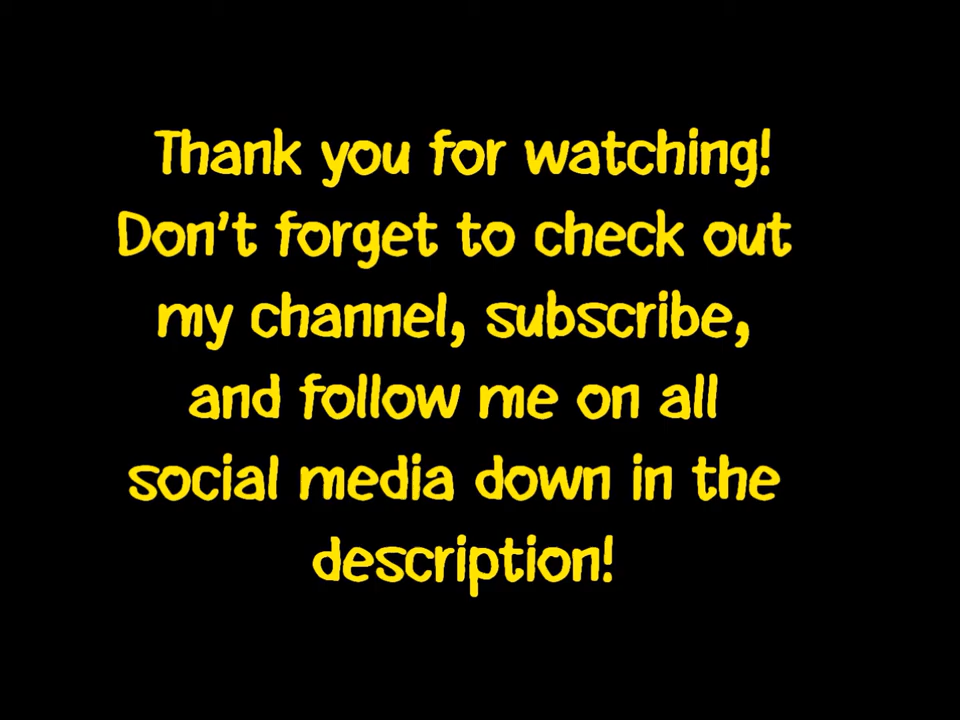 Thank you for watching!
Don't forget to check out
my channel, subscribe,
and follow me on all
social media down in the
description!